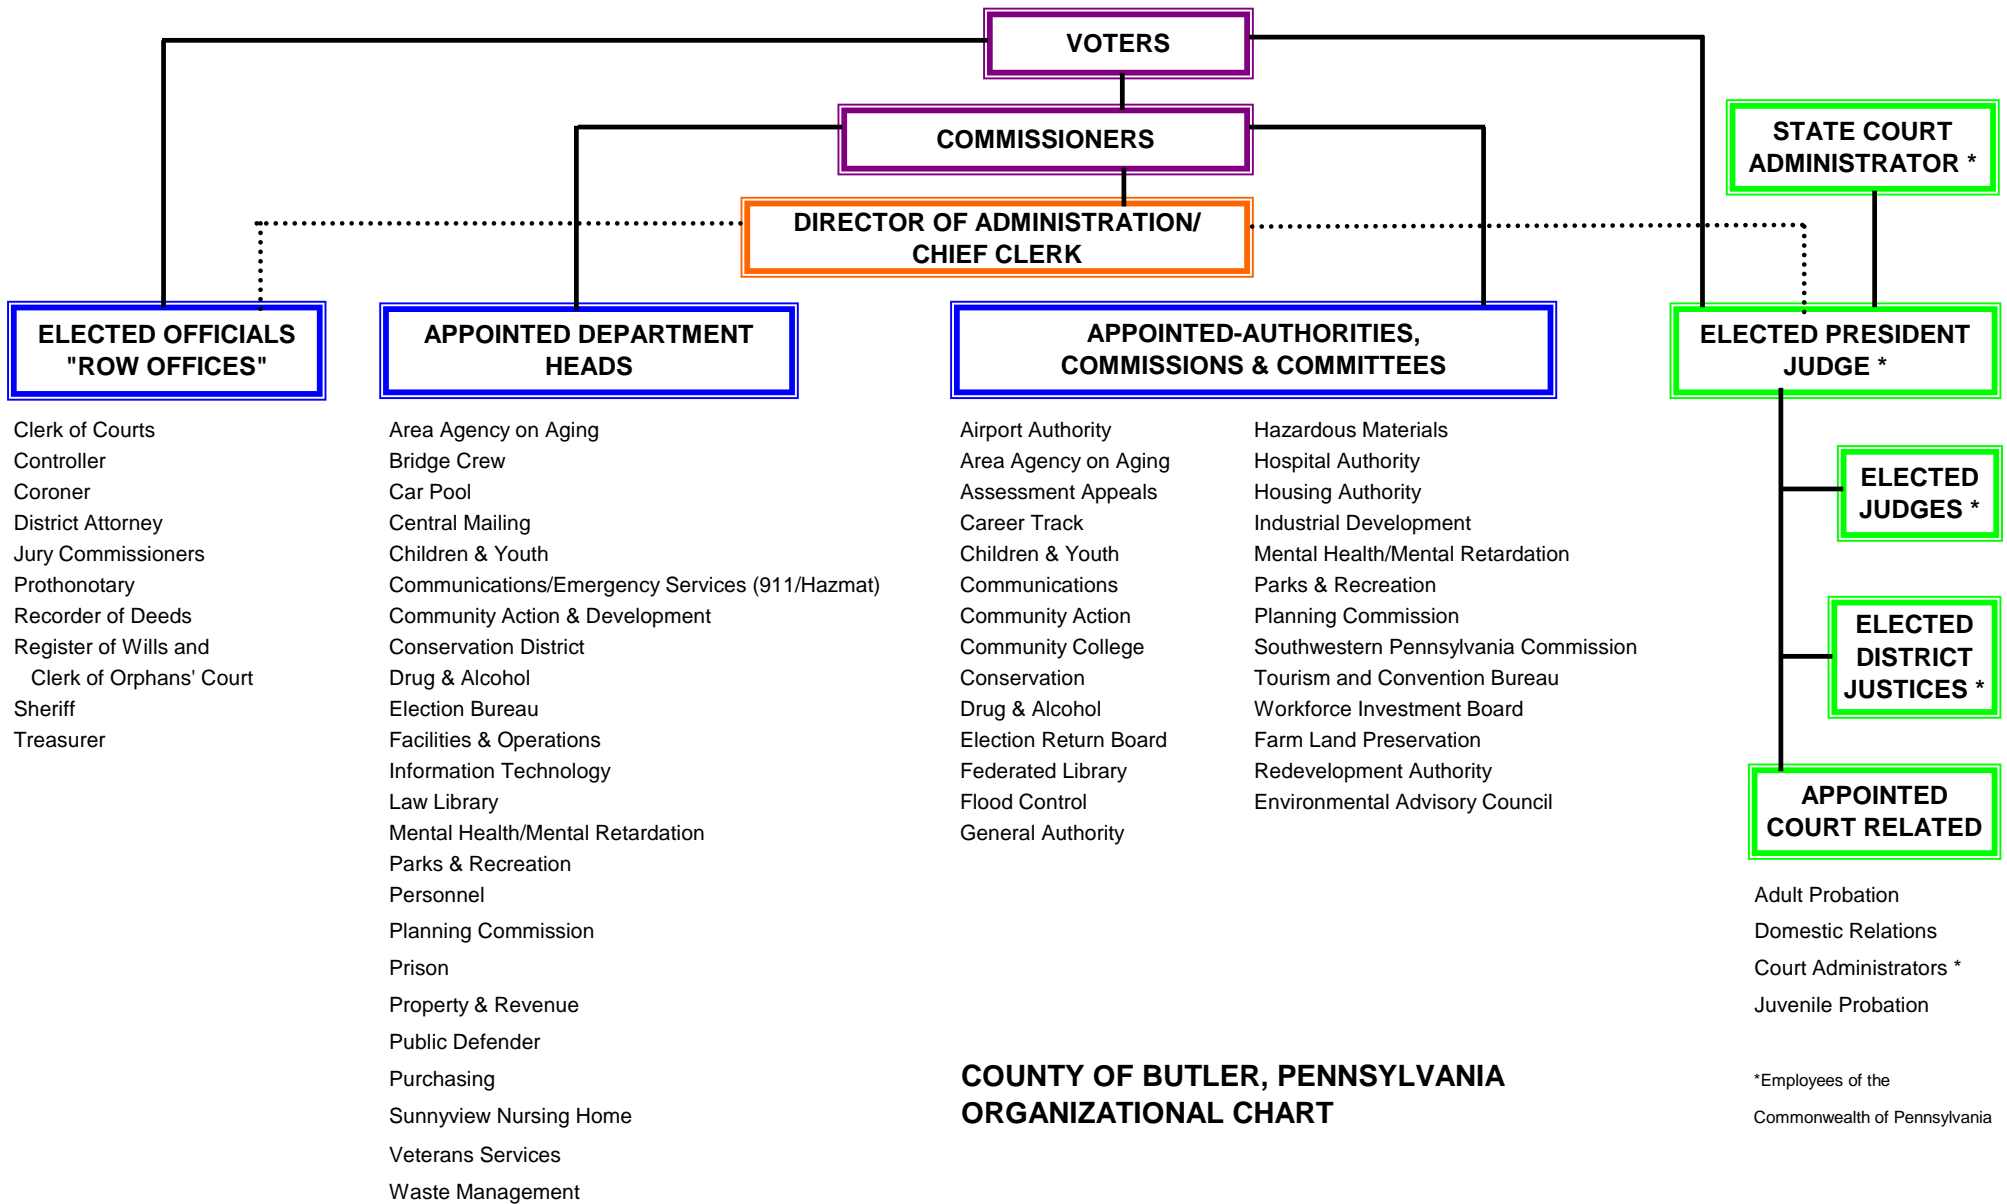 VOTERS
COMMISSIONERS
STATE COURT
ADMINISTRATOR *
DIRECTOR OF ADMINISTRATION/
CHIEF CLERK
ELECTED OFFICIALS
"ROW OFFICES"
Clerk of Courts
Controller
Coroner
District Attorney
Jury Commissioners
Prothonotary
Recorder of Deeds
Register of Wills and
Clerk of Orphans' Court
Sheriff
Treasurer
APPOINTED DEPARTMENT
HEADS
Area Agency on Aging
Bridge Crew
Car Pool
Central Mailing
Children & Youth
Communications/Emergency Services (911/Hazmat)
Community Action & Development
Conservation District
Drug & Alcohol
Election Bureau
Facilities & Operations
Information Technology
Law Library
Mental Health/Mental Retardation
Parks & Recreation
Personnel
Planning Commission
Prison
Property & Revenue
Public Defender
Purchasing
Sunnyview Nursing Home
Veterans Services
Waste Management
APPOINTED-AUTHORITIES,
COMMISSIONS & COMMITTEES
Airport Authority
Area Agency on Aging
Assessment Appeals
Career Track
Children & Youth
Communications
Community Action
Community College
Conservation
Drug & Alcohol
Election Return Board
Federated Library
Flood Control
General Authority
Hazardous Materials
Hospital Authority
Housing Authority
Industrial Development
Mental Health/Mental Retardation
Parks & Recreation
Planning Commission
Southwestern Pennsylvania Commission
Tourism and Convention Bureau
Workforce Investment Board
Farm Land Preservation
Redevelopment Authority
Environmental Advisory Council
ELECTED PRESIDENT
JUDGE *
ELECTED
JUDGES *
ELECTED
DISTRICT
JUSTICES *
APPOINTED
COURT RELATED
Adult Probation
Domestic Relations
Court Administrators *
Juvenile Probation
COUNTY OF BUTLER, PENNSYLVANIA
ORGANIZATIONAL CHART
*Employees of the
Commonwealth of Pennsylvania